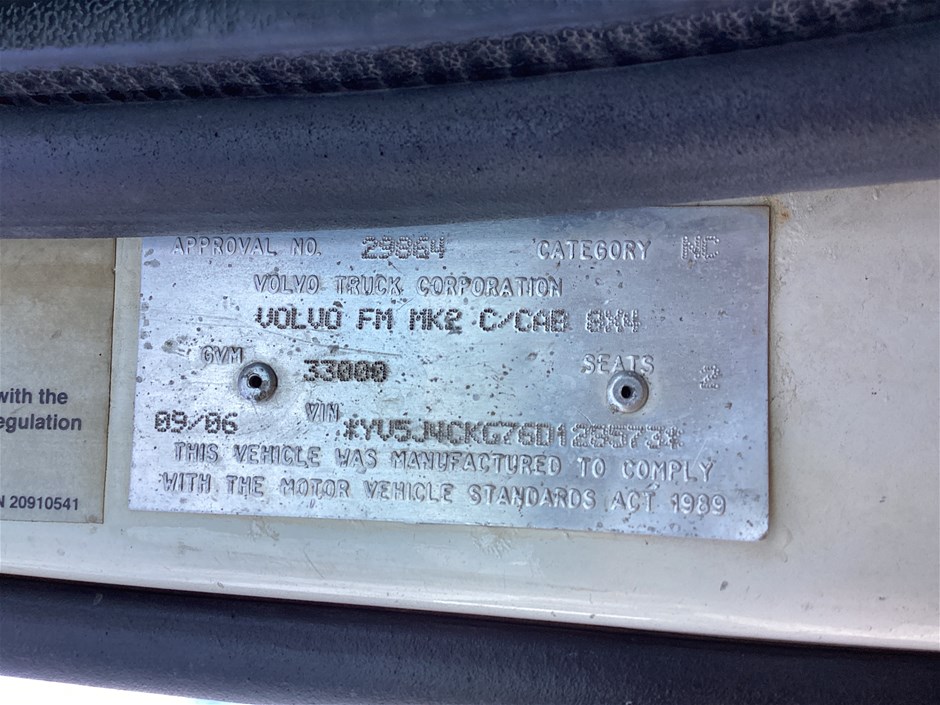 APPROVAL NO. 29864 CATEGORY NC
VOLVO TRUCK CORPORATION
VOLVO FM MK2 C/CAB 8X4
GVM 33000 SEATS 2
09/06 VIN *YV5J4CKG76D128573*
THIS VEHICLE WAS MANUFACTURED TO COMPLY
WITH THE MOTOR VEHICLE STANDARDS ACT 1989
with the
egulation
N 20910541